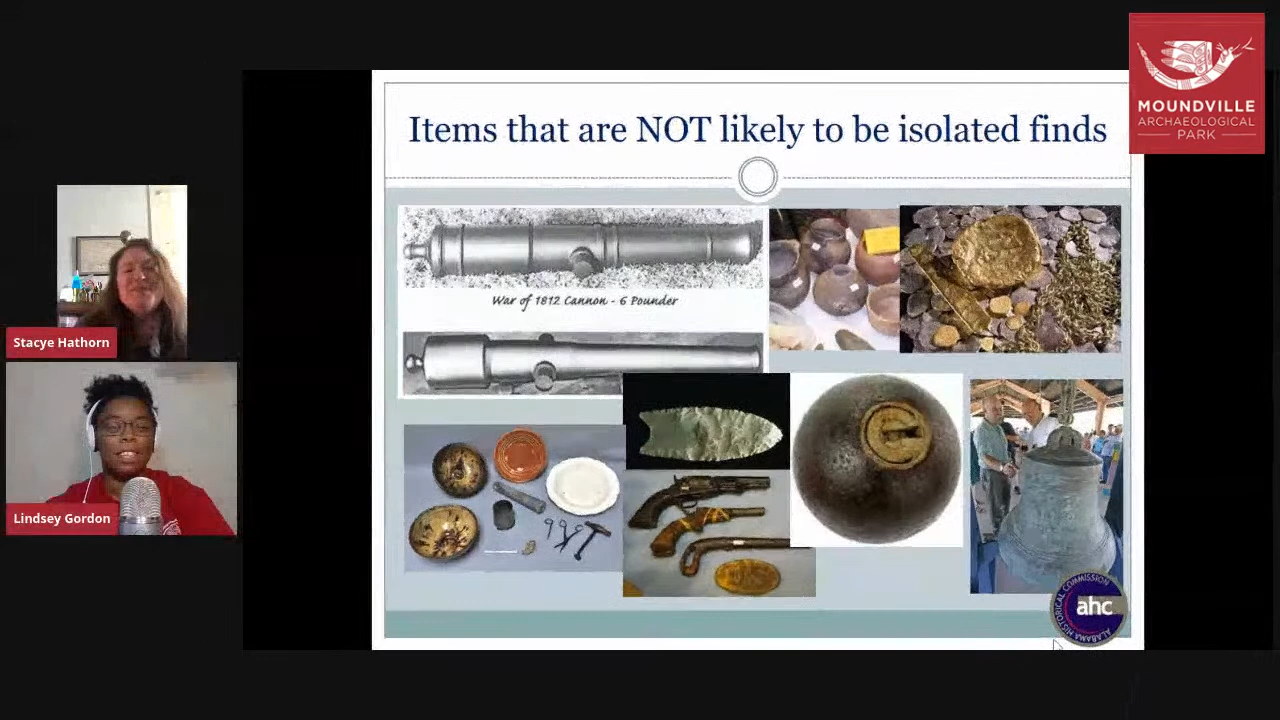 MOUNDVILLE
ARCHAEOLOGICAL
PARK
Items that are NOT likely to be isolated finds
War of 1812 Cannon - 6 Pounder
Stacye Hathorn
Lindsey Gordon
ALABAMA HISTORICAL COMMISSION
ahc